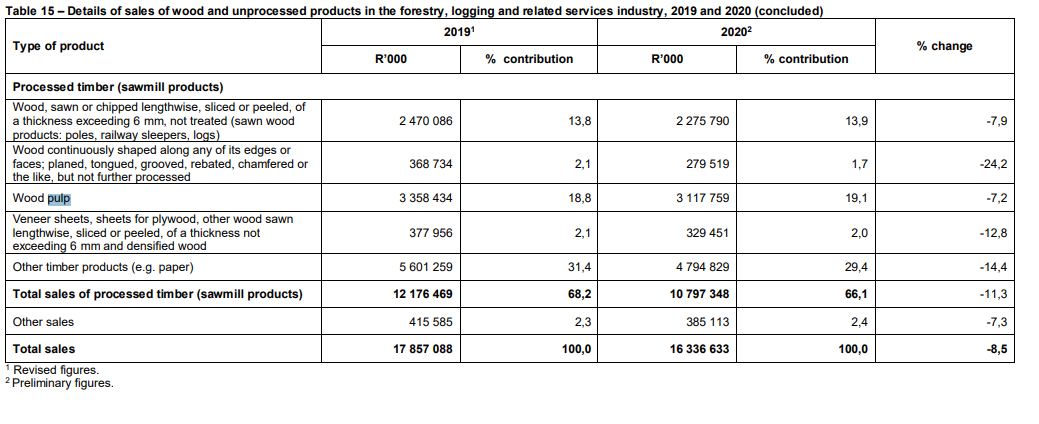 Table 15 – Details of sales of wood and unprocessed products in the forestry, logging and related services industry, 2019 and 2020 (concluded)
Type of product 2019¹ 2020² % change
R'000 % contribution R'000 % contribution
Processed timber (sawmill products)
Wood, sawn or chipped lengthwise, sliced or peeled, of
a thickness exceeding 6 mm, not treated (sawn wood
products: poles, railway sleepers, logs)
2 470 086 13,8 2 275 790 13,9 -7,9
Wood continuously shaped along any of its edges or
faces; planed, tongued, grooved, rebated, chamfered or
the like, but not further processed
368 734 2,1 279 519 1,7 -24,2
Wood pulp 3 358 434 18,8 3 117 759 19,1 -7,2
Veneer sheets, sheets for plywood, other wood sawn
lengthwise, sliced or peeled, of a thickness not
exceeding 6 mm and densified wood
377 956 2,1 329 451 2,0 -12,8
Other timber products (e.g. paper) 5 601 259 31,4 4 794 829 29,4 -14,4
Total sales of processed timber (sawmill products) 12 176 469 68,2 10 797 348 66,1 -11,3
Other sales 415 585 2,3 385 113 2,4 -7,3
Total sales 17 857 088 100,0 16 336 633 100,0 -8,5
¹ Revised figures.
² Preliminary figures.